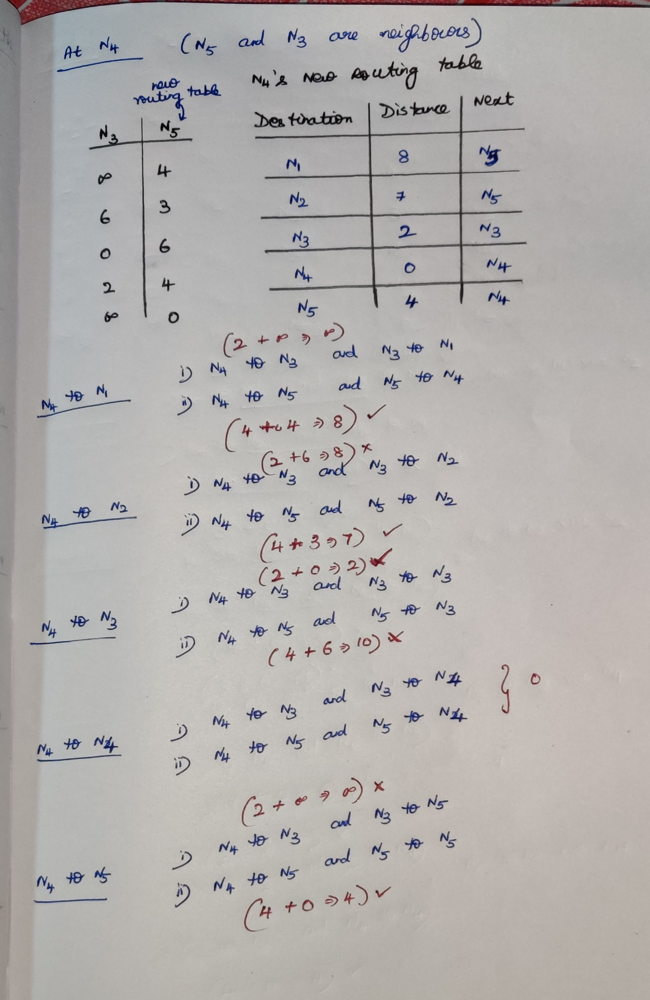 At N4 (N5 and N3 are neighbours)
N4's New Routing table
new
routing table
N3 N5
Destination Distance Next
∞ 4
N1 8 N5
6 3
N2 7 N5
0 6
N3 2 N3
2 4
N4 0 N4
∞ 0
N5 4 N4
(2 + ∞ ⇒ ∞)
N4 to N1
i) N4 to N3 and N3 to N1
ii) N4 to N5 and N5 to N4
(4 + 4 ⇒ 8) ✓
(2 + 6 ⇒ 8) ×
N4 to N2
i) N4 to N3 and N3 to N2
ii) N4 to N5 and N5 to N2
(4 + 3 ⇒ 7) ✓
(2 + 0 ⇒ 2) ✓
N4 to N3
i) N4 to N3 and N3 to N3
ii) N4 to N5 and N5 to N3
(4 + 6 ⇒ 10) ×
N4 to N4
i) N4 to N3 and N3 to N4
ii) N4 to N5 and N5 to N4
} 0
(2 + ∞ ⇒ ∞) ×
N4 to N5
i) N4 to N3 and N3 to N5
ii) N4 to N5 and N5 to N5
(4 + 0 ⇒ 4) ✓